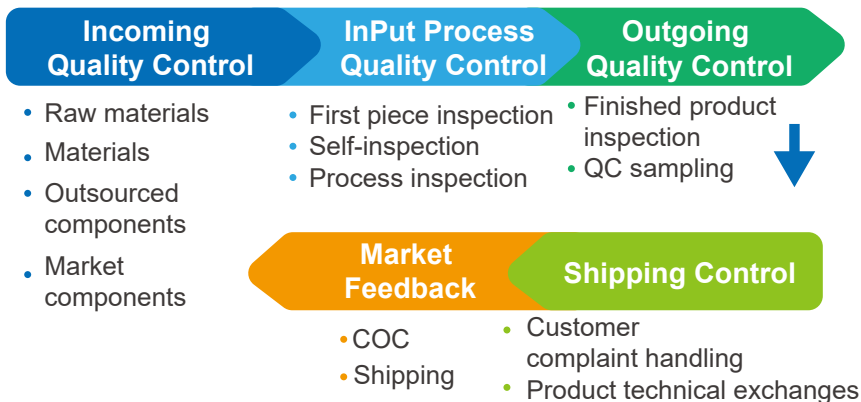 Incoming
Quality Control
• Raw materials
• Materials
• Outsourced
components
• Market
components
InPut Process
Quality Control
• First piece inspection
• Self-inspection
• Process inspection
Outgoing
Quality Control
• Finished product
inspection
• QC sampling
Shipping Control
• Customer
complaint handling
• Product technical exchanges
Market
Feedback
• COC
• Shipping